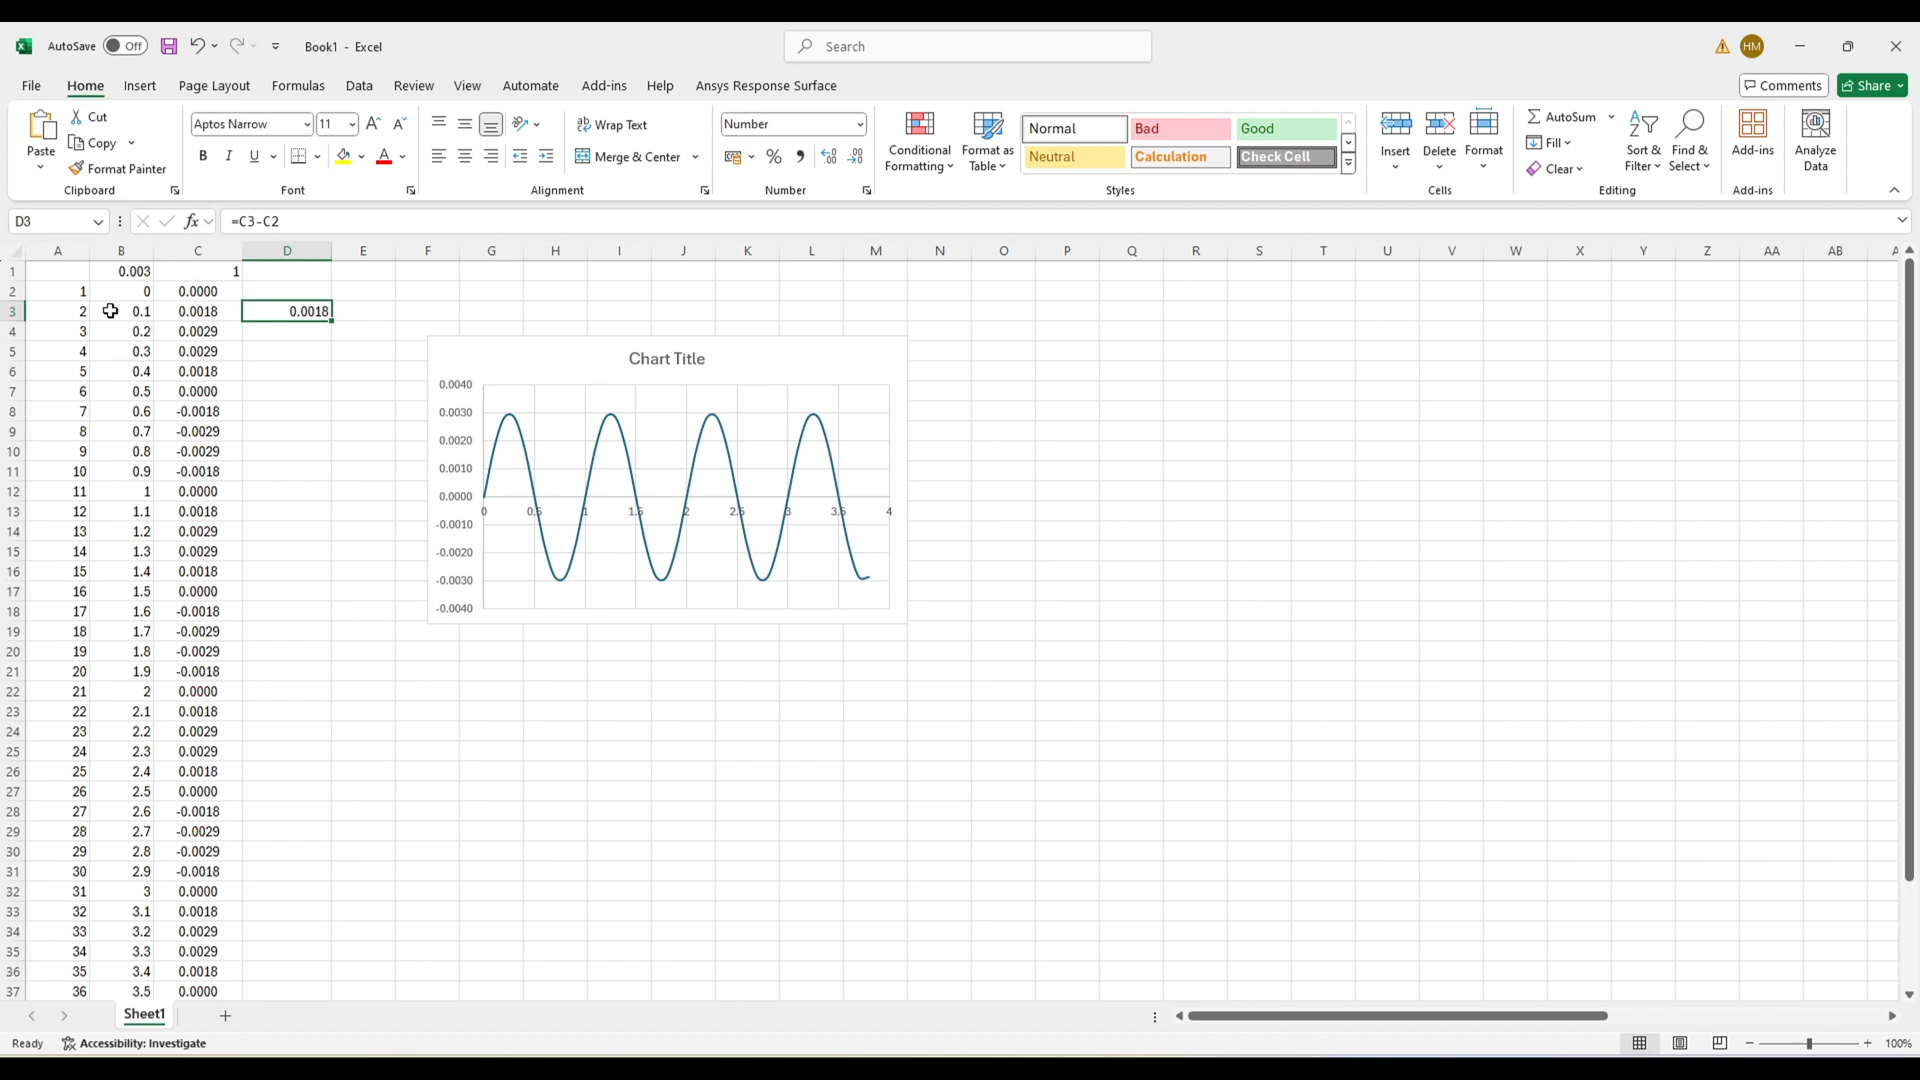 AutoSave Off Book1 - Excel Search HM
File Home Insert Page Layout Formulas Data Review View Automate Add-ins Help Ansys Response Surface Comments Share
Paste Cut Copy Format Painter Clipboard
Aptos Narrow 11 A A B I U A Font
Wrap Text Merge & Center Alignment
Number % Number
Conditional Formatting Format as Table
Normal Bad Good
Neutral Calculation Check Cell
Styles
Insert Delete Format Cells
AutoSum Fill Clear Sort & Filter Find & Select Editing
Add-ins Add-ins
Analyze Data
D3 fx =C3-C2
A B C D E F G H I J K L M N O P Q R S T U V W X Y Z AA AB
1 0.003 1
2 1 0 0.0000
3 2 0.1 0.0018 0.0018
4 3 0.2 0.0029
5 4 0.3 0.0029
6 5 0.4 0.0018
7 6 0.5 0.0000
8 7 0.6 -0.0018
9 8 0.7 -0.0029
10 9 0.8 -0.0029
11 10 0.9 -0.0018
12 11 1 0.0000
13 12 1.1 0.0018
14 13 1.2 0.0029
15 14 1.3 0.0029
16 15 1.4 0.0018
17 16 1.5 0.0000
18 17 1.6 -0.0018
19 18 1.7 -0.0029
20 19 1.8 -0.0029
21 20 1.9 -0.0018
22 21 2 0.0000
23 22 2.1 0.0018
24 23 2.2 0.0029
25 24 2.3 0.0029
26 25 2.4 0.0018
27 26 2.5 0.0000
28 27 2.6 -0.0018
29 28 2.7 -0.0029
30 29 2.8 -0.0029
31 30 2.9 -0.0018
32 31 3 0.0000
33 32 3.1 0.0018
34 33 3.2 0.0029
35 34 3.3 0.0029
36 35 3.4 0.0018
37 36 3.5 0.0000
Chart Title
0.0040
0.0030
0.0020
0.0010
0.0000
0 0.5 1 1.5 2 2.5 3 3.5 4
-0.0010
-0.0020
-0.0030
-0.0040
Sheet1
Ready Accessibility: Investigate 100%